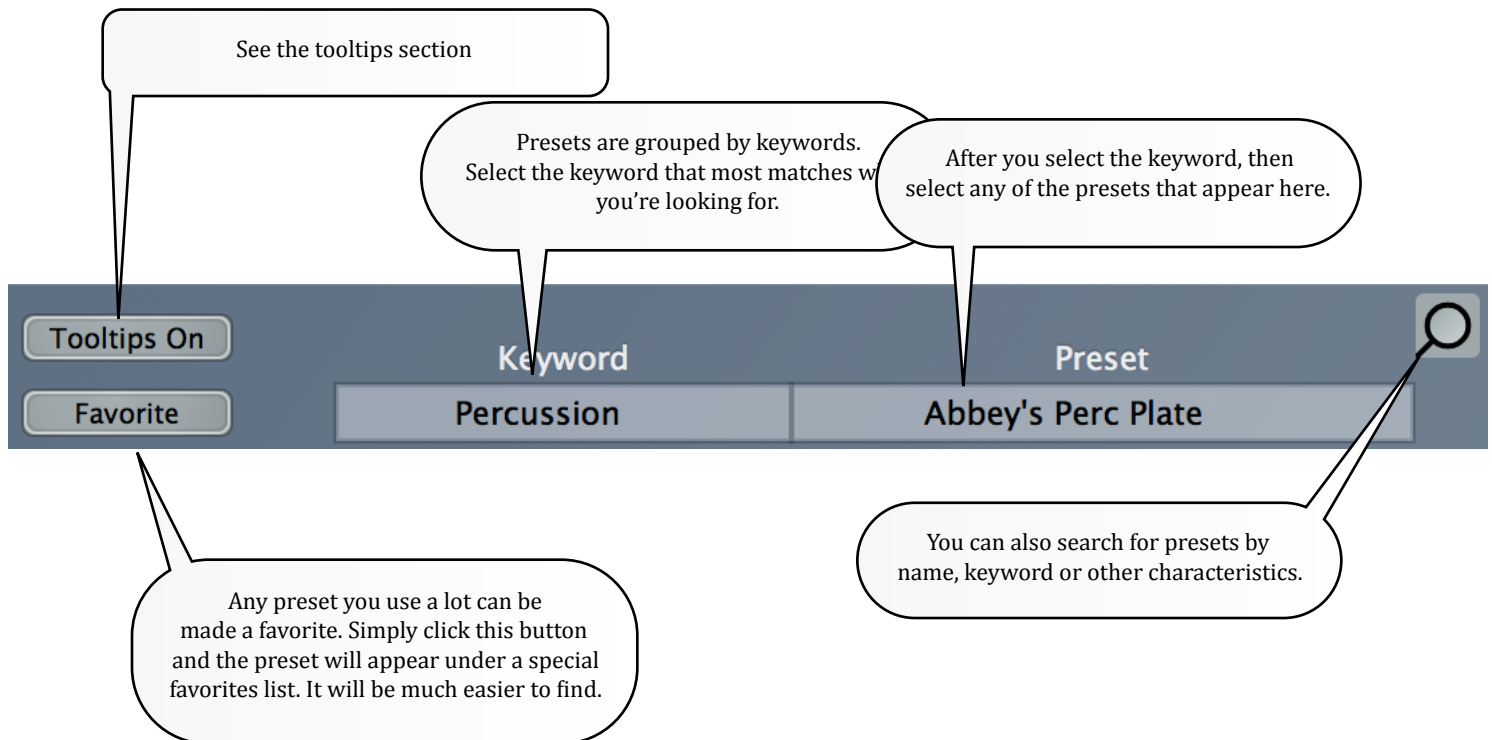 See the tooltips section
Presets are grouped by keywords.
Select the keyword that most matches
you’re looking for.
After you select the keyword, then
select any of the presets that appear here.
Tooltips On
Keyword
Preset
Favorite
Percussion
Abbey's Perc Plate
You can also search for presets by
name, keyword or other characteristics.
Any preset you use a lot can be
made a favorite. Simply click this button
and the preset will appear under a special
favorites list. It will be much easier to find.